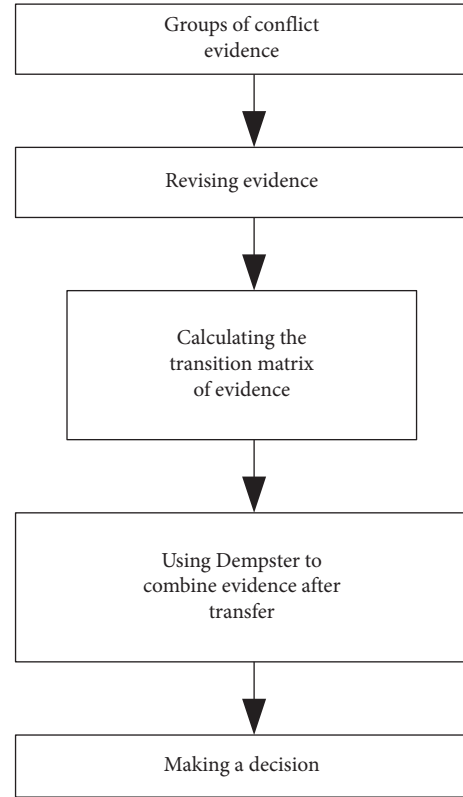 Groups of conflict
evidence
Revising evidence
Calculating the
transition matrix
of evidence
Using Dempster to
combine evidence after
transfer
Making a decision